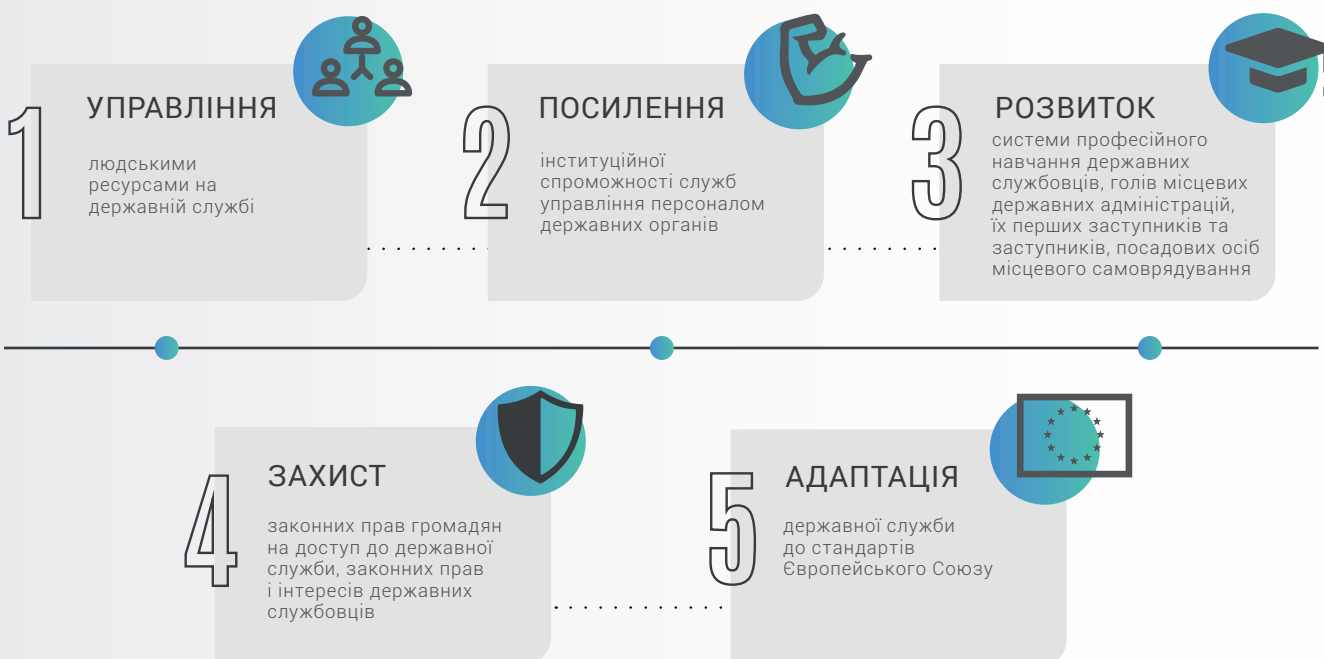 1
УПРАВЛІННЯ
людськими
ресурсами на
державній службі
2
ПОСИЛЕННЯ
інституційної
спроможності служб
управління персоналом
державних органів
3
РОЗВИТОК
системи професійного
навчання державних
службовців, голів місцевих
державних адміністрацій,
їх перших заступників та
заступників, посадових осіб
місцевого самоврядування
4
ЗАХИСТ
законних прав громадян
на доступ до державної
служби, законних прав
і інтересів державних
службовців
5
АДАПТАЦІЯ
державної служби
до стандартів
Європейського Союзу